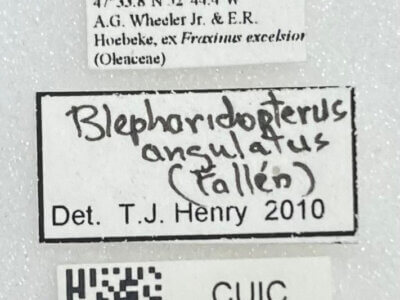 A.G. Wheeler Jr. & E.R.
Hoebeke, ex Fraxinus excelsior
(Oleaceae)
Blepharidopterus
angulatus
(Fallén)
Det. T.J. Henry 2010
CUIC